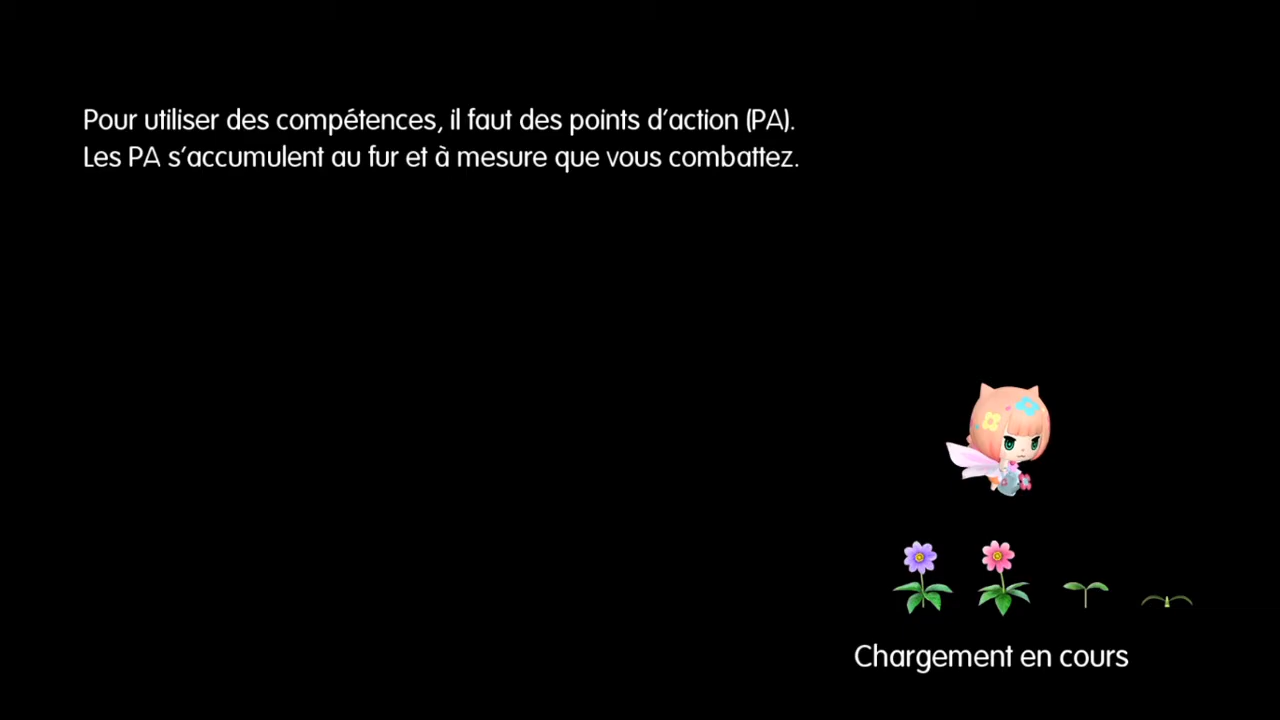 Pour utiliser des compétences, il faut des points d’action (PA).
Les PA s’accumulent au fur et à mesure que vous combattez.
Chargement en cours